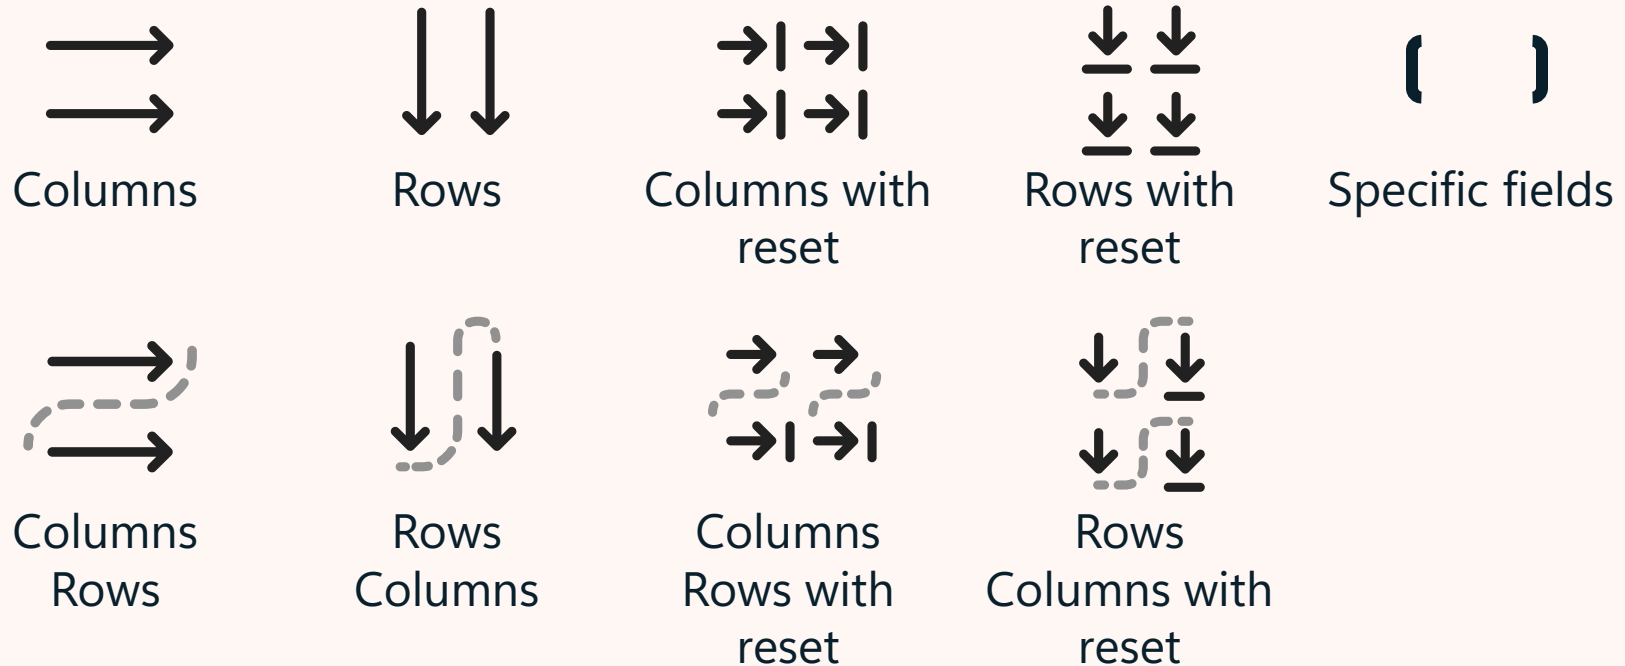 Columns
Rows
Columns with
reset
Rows with
reset
Specific fields
Columns
Rows
Rows
Columns
Columns
Rows with
reset
Rows
Columns with
reset